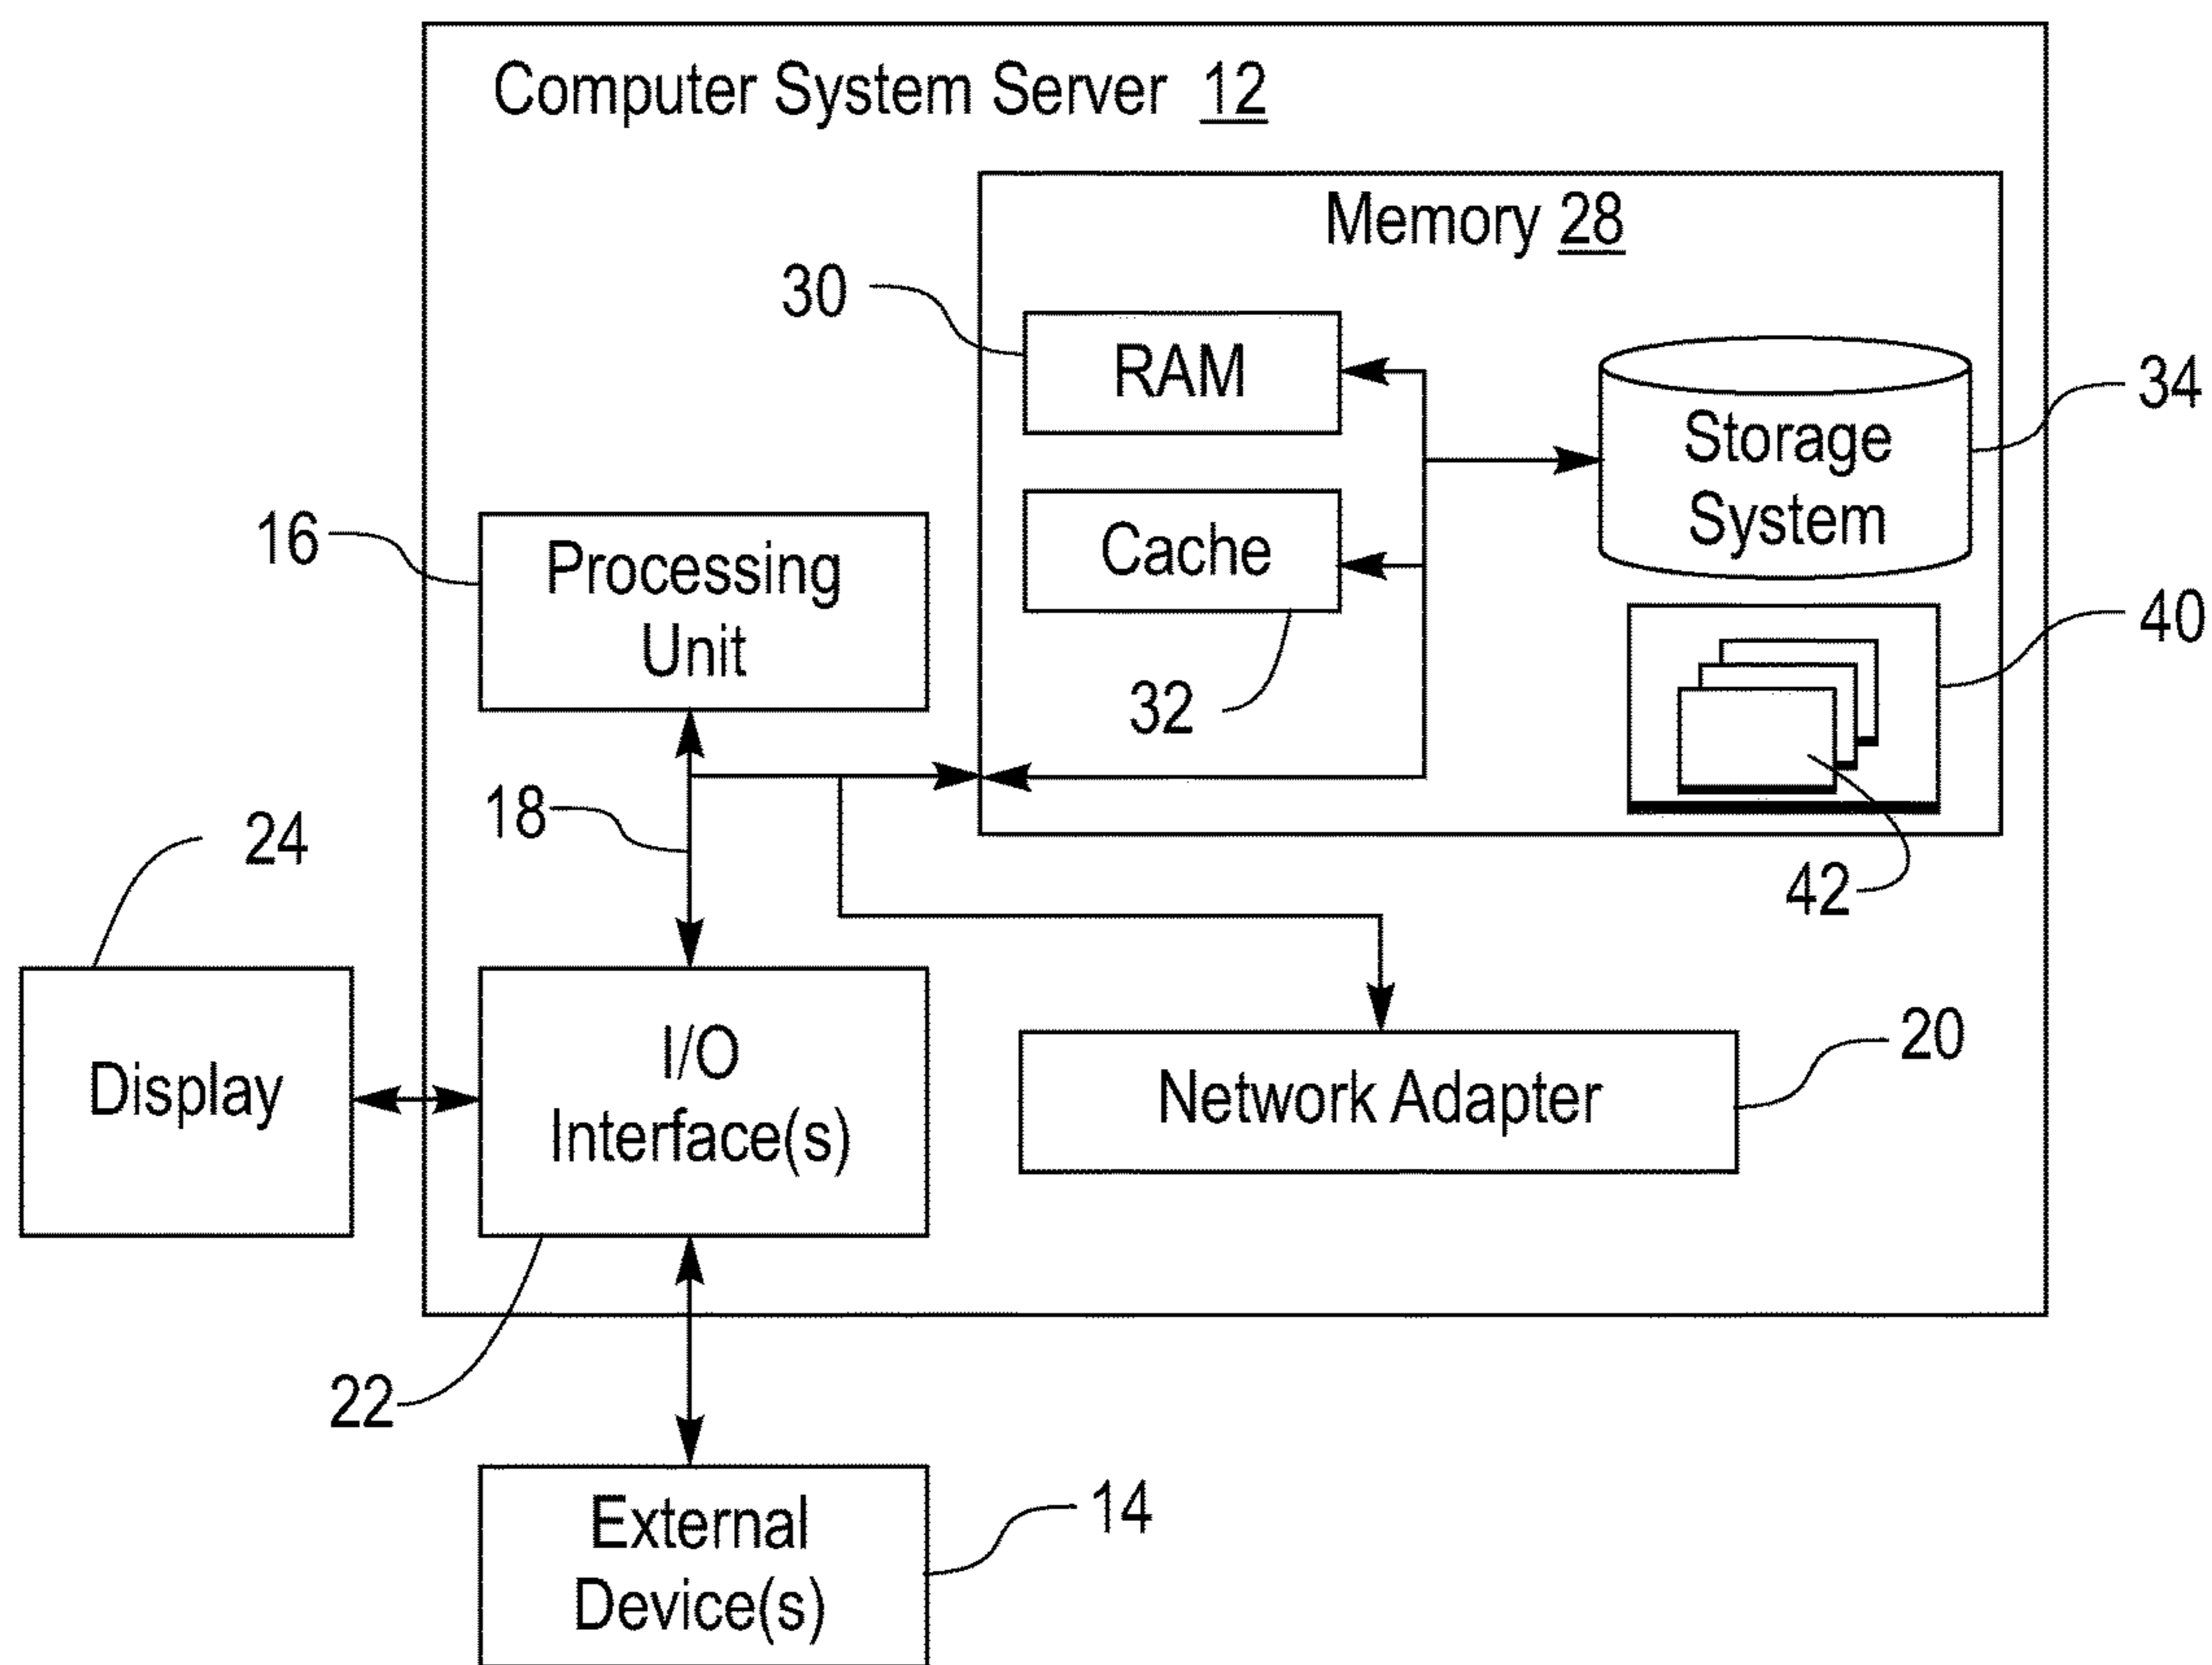 Computer System Server 12
Memory 28
30
RAM
34
Storage
System
Cache
16
Processing
Unit
32
40
18
42
24
Display
I/O
Interface(s)
20
Network Adapter
22
External
Device(s)
14